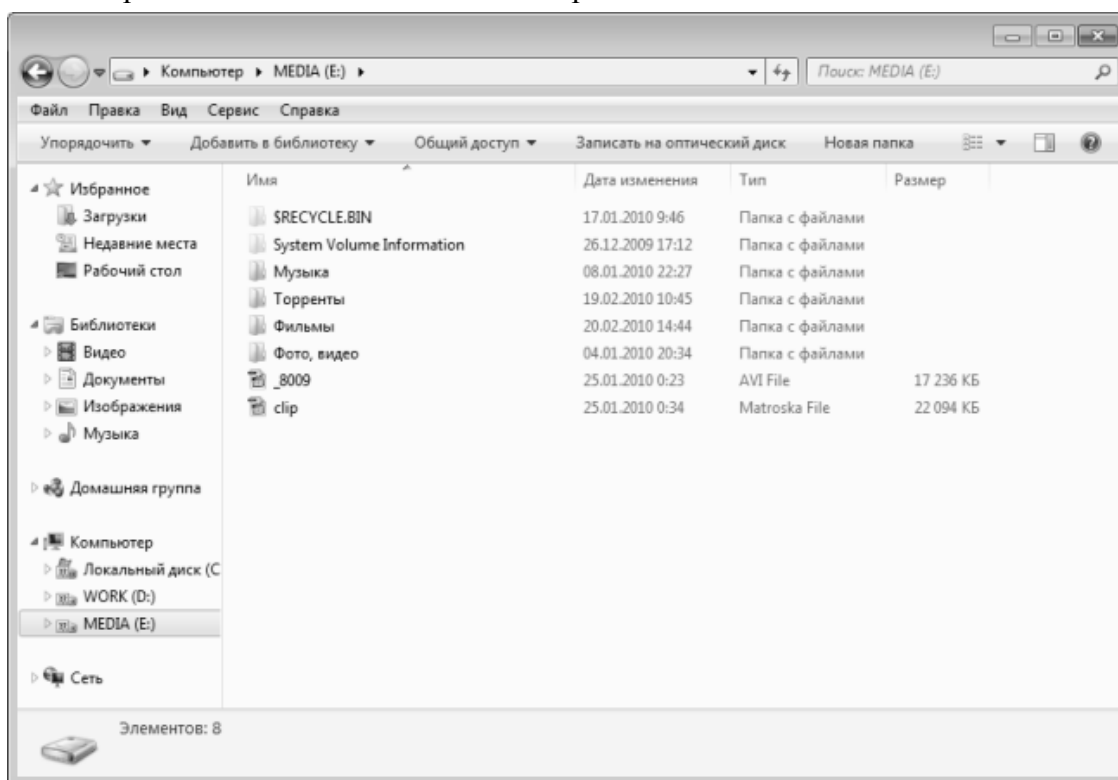 Компьютер ▸ MEDIA (E:) ▸ Поиск: MEDIA (E:)
Файл Правка Вид Сервис Справка
Упорядочить Добавить в библиотеку Общий доступ Записать на оптический диск Новая папка
Имя Дата изменения Тип Размер
Избранное
Загрузки
Недавние места
Рабочий стол
Библиотеки
Видео
Документы
Изображения
Музыка
Домашняя группа
Компьютер
Локальный диск (C
WORK (D:)
MEDIA (E:)
Сеть
$RECYCLE.BIN 17.01.2010 9:46 Папка с файлами
System Volume Information 26.12.2009 17:12 Папка с файлами
Музыка 08.01.2010 22:27 Папка с файлами
Торренты 19.02.2010 10:45 Папка с файлами
Фильмы 20.02.2010 14:44 Папка с файлами
Фото, видео 04.01.2010 20:34 Папка с файлами
_8009 25.01.2010 0:23 AVI File 17 236 КБ
clip 25.01.2010 0:34 Matroska File 22 094 КБ
Элементов: 8